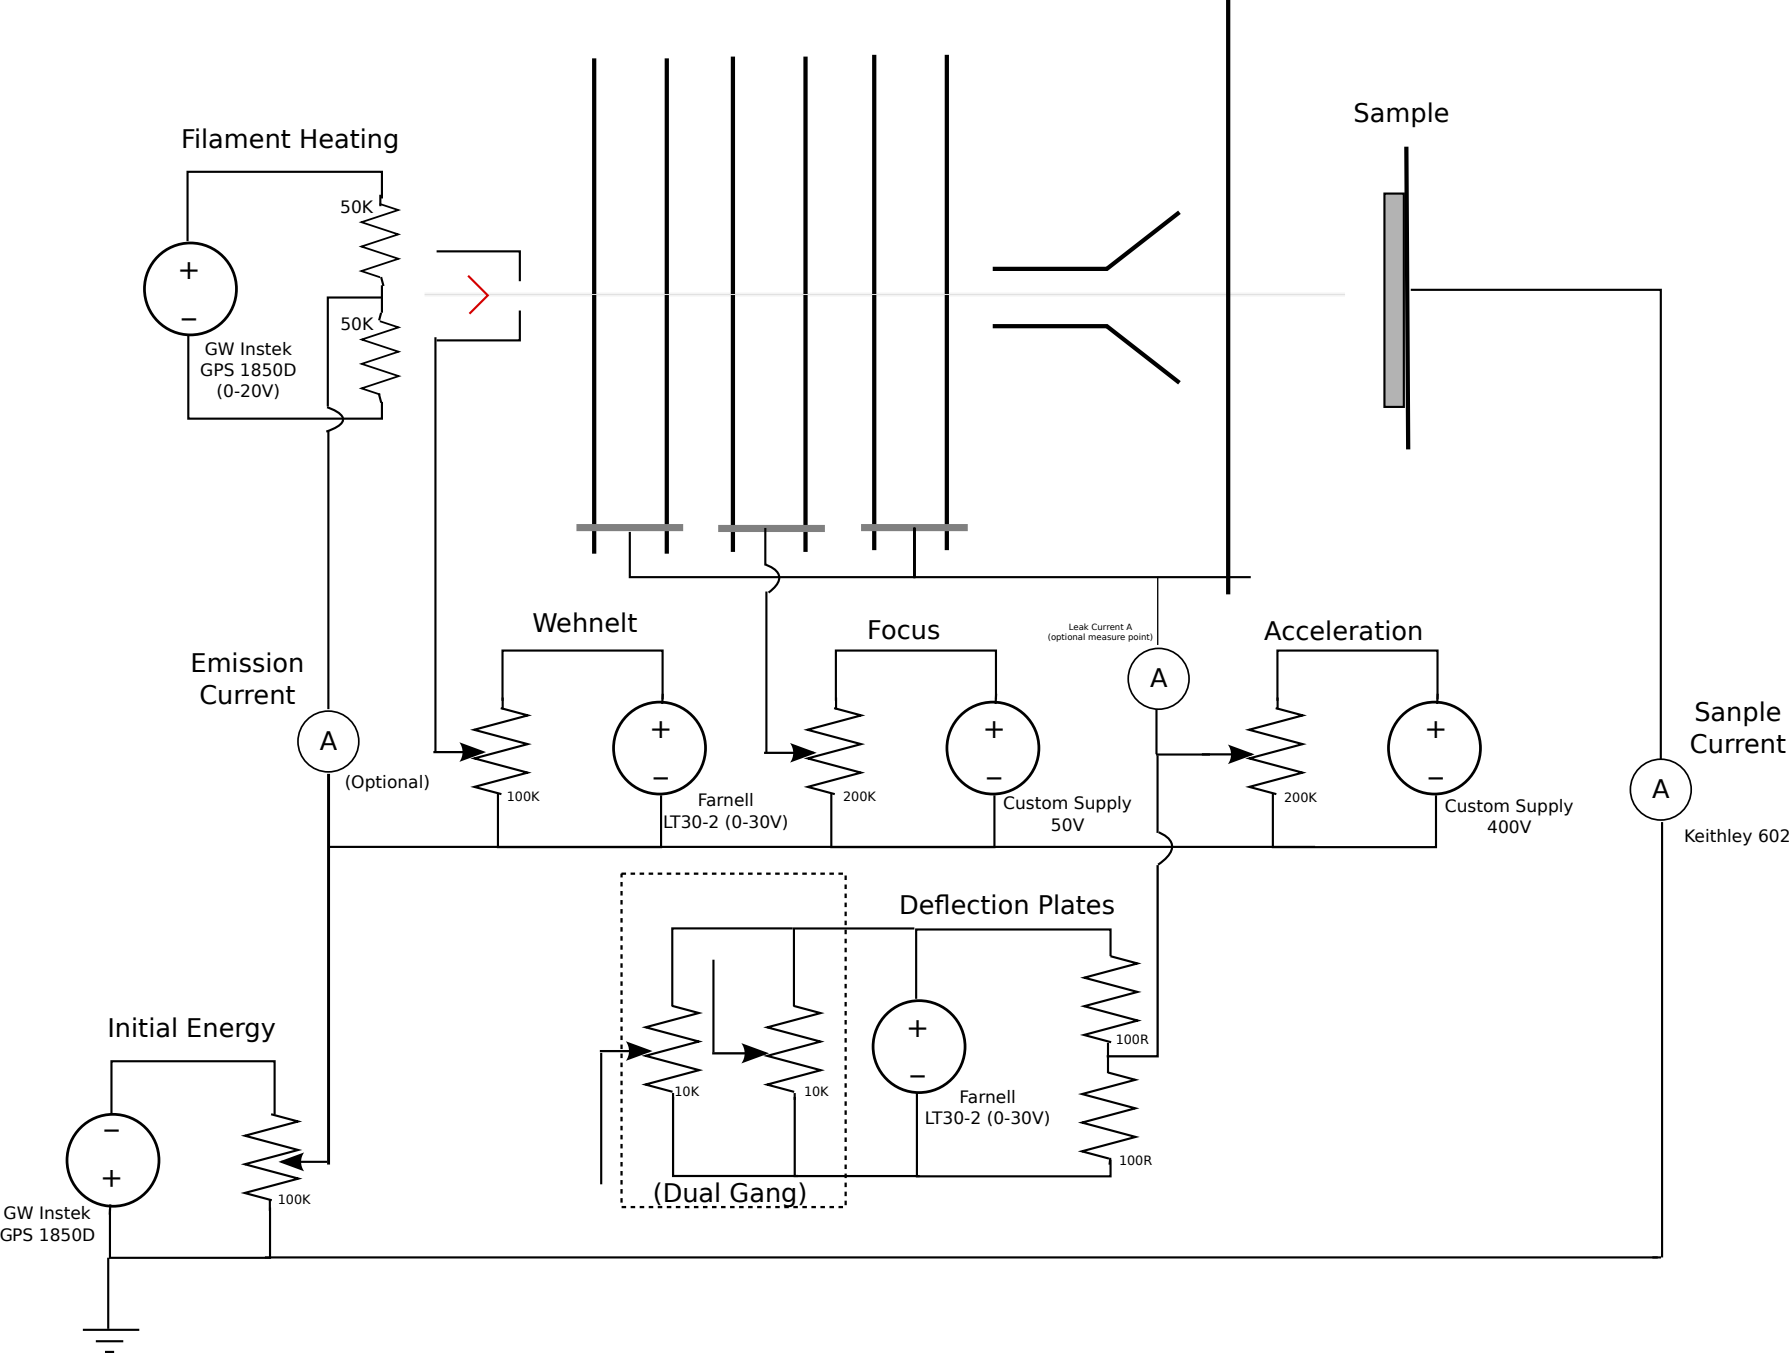 Sample
Filament Heating
50K
+
−
50K
GW Instek
GPS 1850D
(0-20V)
Wehnelt
Focus
Leak Current A
(optional measure point)
Acceleration
Emission
Current
A
(Optional)
+
−
100K
Farnell
LT30-2 (0-30V)
+
−
200K
Custom Supply
50V
A
+
−
200K
Custom Supply
400V
Sanple
Current
A
Keithley 602
Deflection Plates
10K
10K
+
−
Farnell
LT30-2 (0-30V)
100R
100R
(Dual Gang)
Initial Energy
−
+
100K
GW Instek
GPS 1850D